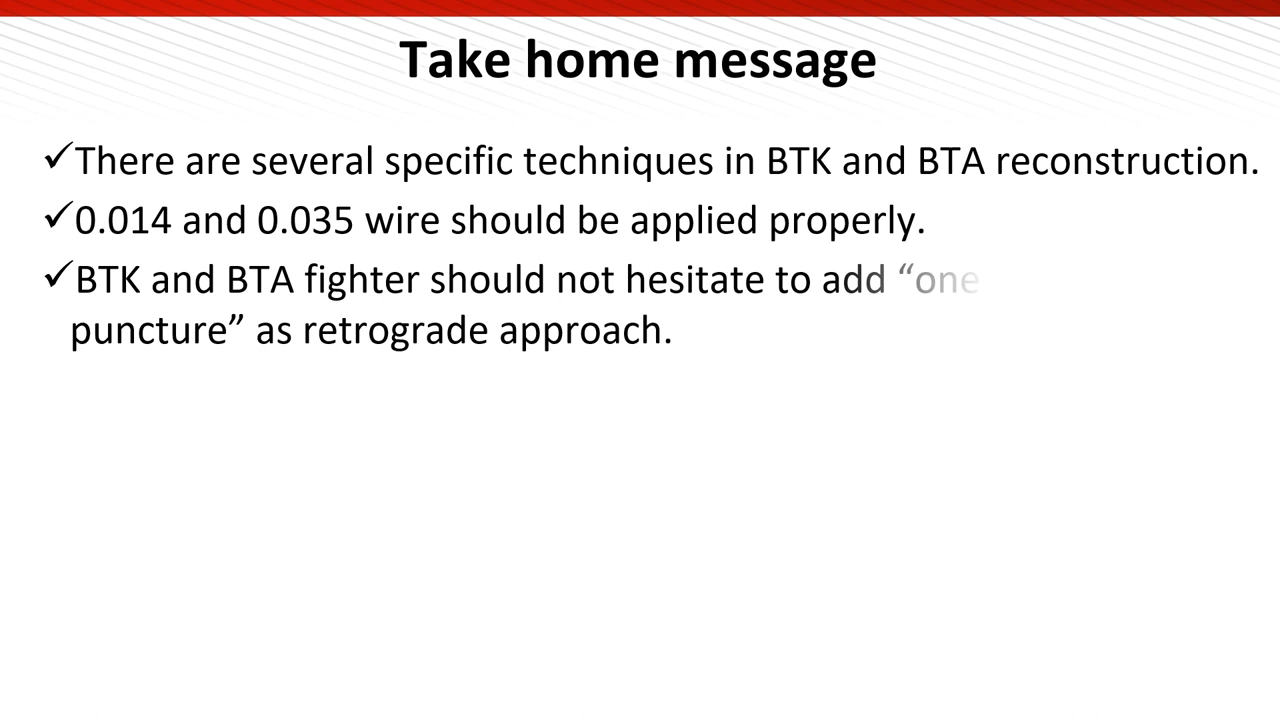 Take home message
✓There are several specific techniques in BTK and BTA reconstruction.
✓0.014 and 0.035 wire should be applied properly.
✓BTK and BTA fighter should not hesitate to add “one
puncture” as retrograde approach.